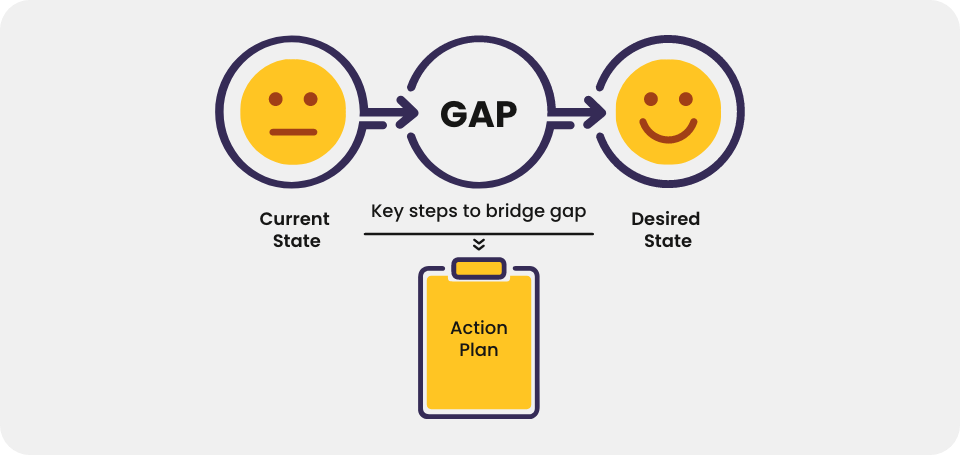 GAP
Current
State
Key steps to bridge gap
Desired
State
Action
Plan